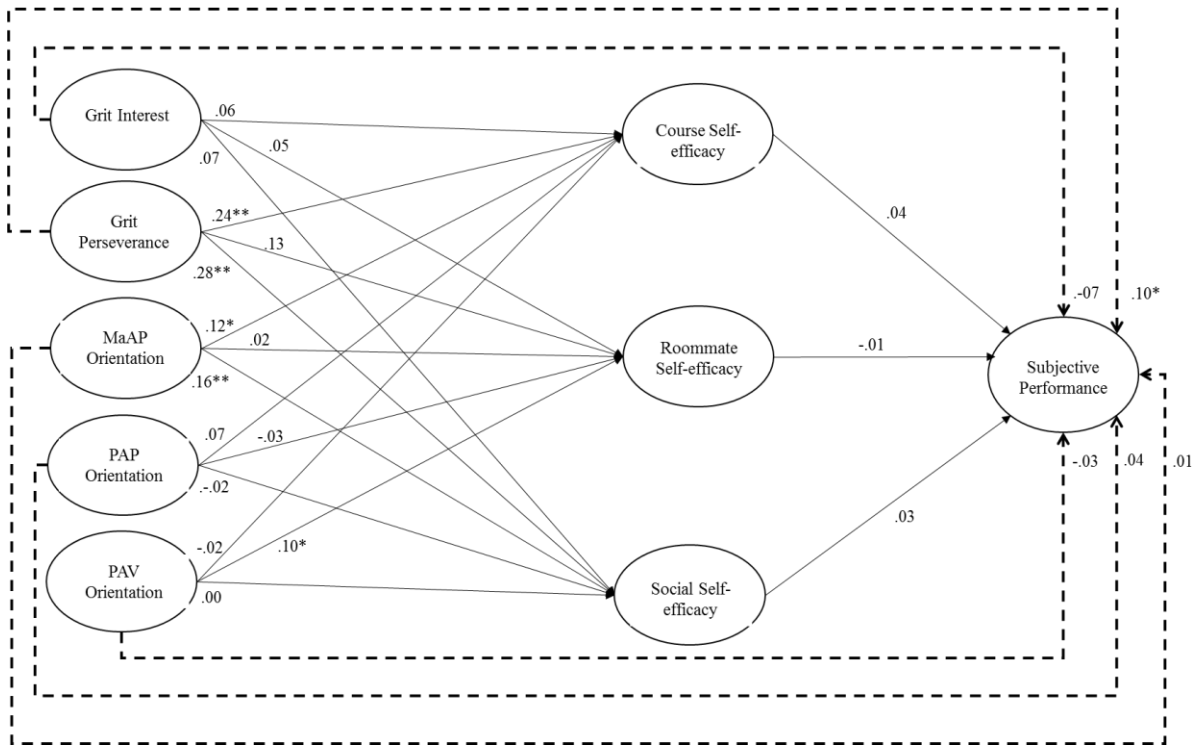 Grit Interest
.06
.05
.07
Course Self-
efficacy
Grit
Perseverance
.24**
.13
.28**
.04
.-07
.10*
MaAP
Orientation
.12*
.02
.16**
Roommate
Self-efficacy
-.01
Subjective
Performance
PAP
Orientation
.07
-.03
.-.02
-.03
.04
.01
PAV
Orientation
-.02
.10*
.00
Social Self-
efficacy
.03